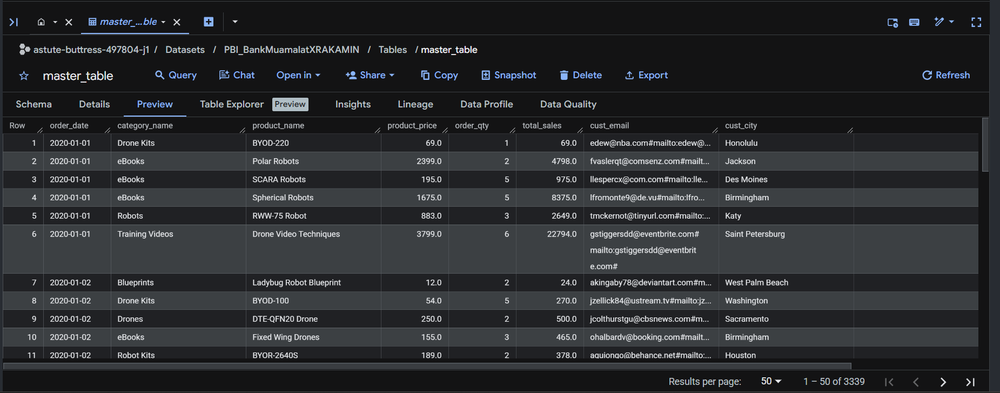 master_...ble
astute-buttress-497804-j1 / Datasets / PBI_BankMuamalatXRAKAMIN / Tables / master_table
master_table Query Chat Open in Share Copy Snapshot Delete Export Refresh
Schema Details Preview Table Explorer Preview Insights Lineage Data Profile Data Quality
Row order_date category_name product_name product_price order_qty total_sales cust_email cust_city
1 2020-01-01 Drone Kits BYOD-220 69.0 1 69.0 edew@nba.com#mailto:edew@... Honolulu
2 2020-01-01 eBooks Polar Robots 2399.0 2 4798.0 fvaslerqt@comsenz.com#mailt... Jackson
3 2020-01-01 eBooks SCARA Robots 195.0 5 975.0 llespercx@com.com#mailto:lle... Des Moines
4 2020-01-01 eBooks Spherical Robots 1675.0 5 8375.0 lfromonte9@de.vu#mailto:lfro... Birmingham
5 2020-01-01 Robots RWW-75 Robot 883.0 3 2649.0 tmckernot@tinyurl.com#mailto:... Katy
6 2020-01-01 Training Videos Drone Video Techniques 3799.0 6 22794.0 gstiggersdd@eventbrite.com# Saint Petersburg
mailto:gstiggersdd@eventbrit
e.com#
7 2020-01-02 Blueprints Ladybug Robot Blueprint 12.0 2 24.0 akingaby78@deviantart.com#m... West Palm Beach
8 2020-01-02 Drone Kits BYOD-100 54.0 5 270.0 jzellick84@ustream.tv#mailto:jz... Washington
9 2020-01-02 Drones DTE-QFN20 Drone 250.0 2 500.0 jcolthurstgu@cbsnews.com#m... Sacramento
10 2020-01-02 eBooks Fixed Wing Drones 155.0 3 465.0 ohalbardv@booking.com#mailt... Birmingham
11 2020-01-02 Robot Kits BYOR-2640S 189.0 2 378.0 aquiongo@behance.net#mailto:... Houston
Results per page: 50 1 – 50 of 3339